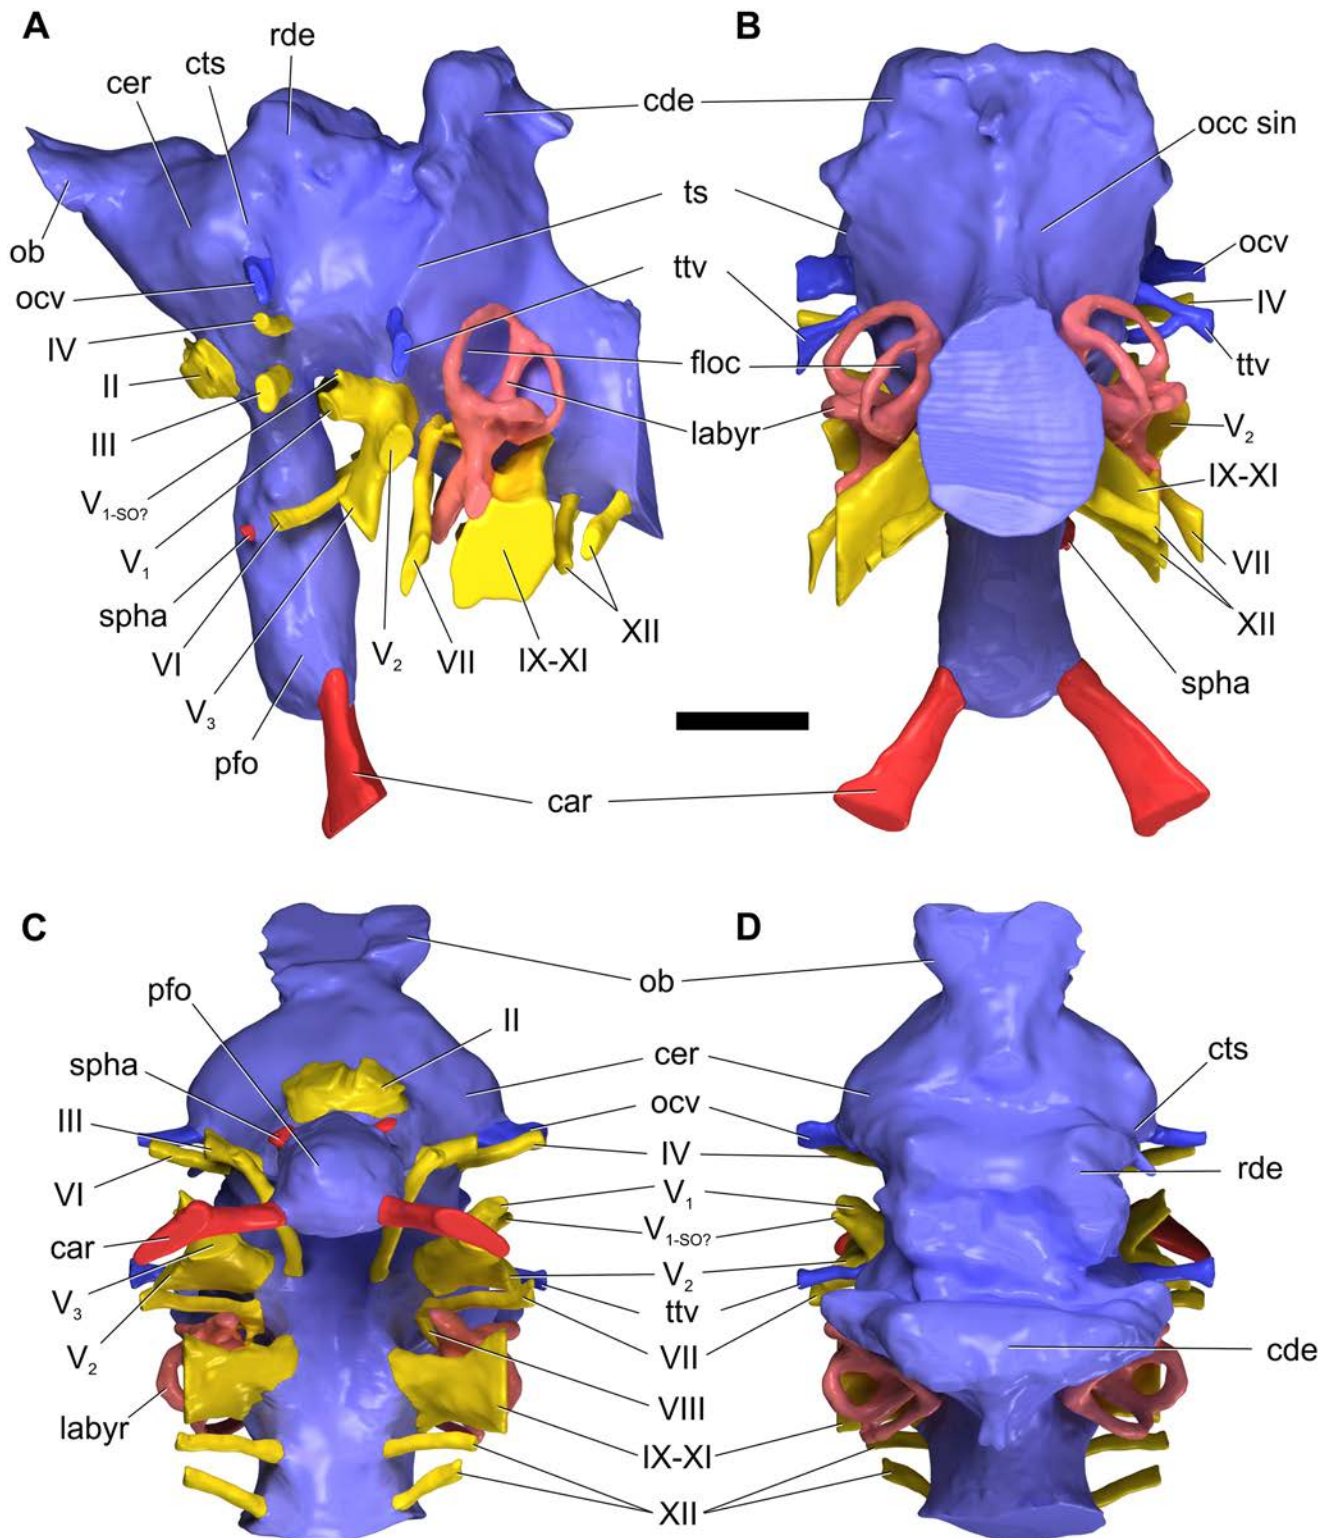 A
rde
cts
cer
ob
ocv
IV
II
III
V1-SO?
V1
spha
VI
V3
pfo
V2
VII
IX-XI
XII
cde
ts
ttv
floc
labyr
car
B
occ sin
ocv
IV
ttv
V2
IX-XI
VII
XII
spha
C
pfo
II
spha
III
VI
car
V3
V2
labyr
ob
cer
ocv
IV
V1
V1-SO?
V2
ttv
VII
VIII
IX-XI
XII
D
cts
rde
cde